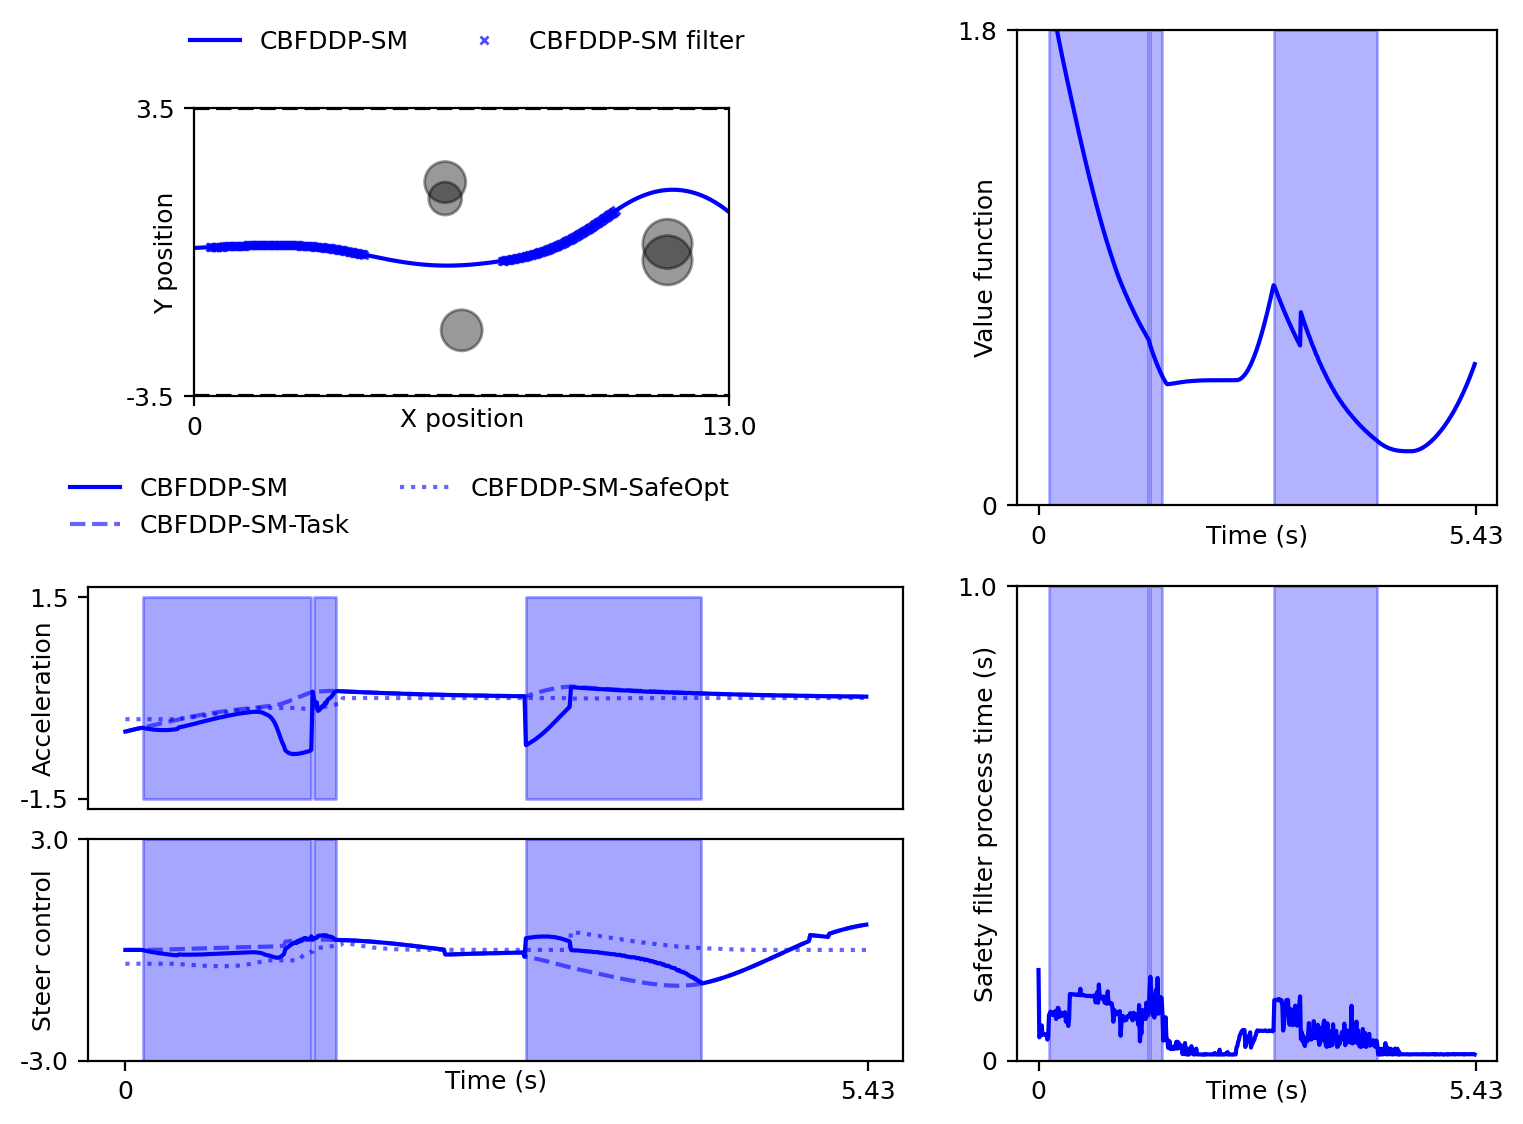 CBFDDP-SM
CBFDDP-SM filter
3.5
Y position
-3.5
0
X position
13.0
1.8
Value function
0
0
Time (s)
5.43
CBFDDP-SM
CBFDDP-SM-SafeOpt
CBFDDP-SM-Task
1.5
Acceleration
-1.5
3.0
Steer control
-3.0
0
Time (s)
5.43
1.0
Safety filter process time (s)
0
0
Time (s)
5.43